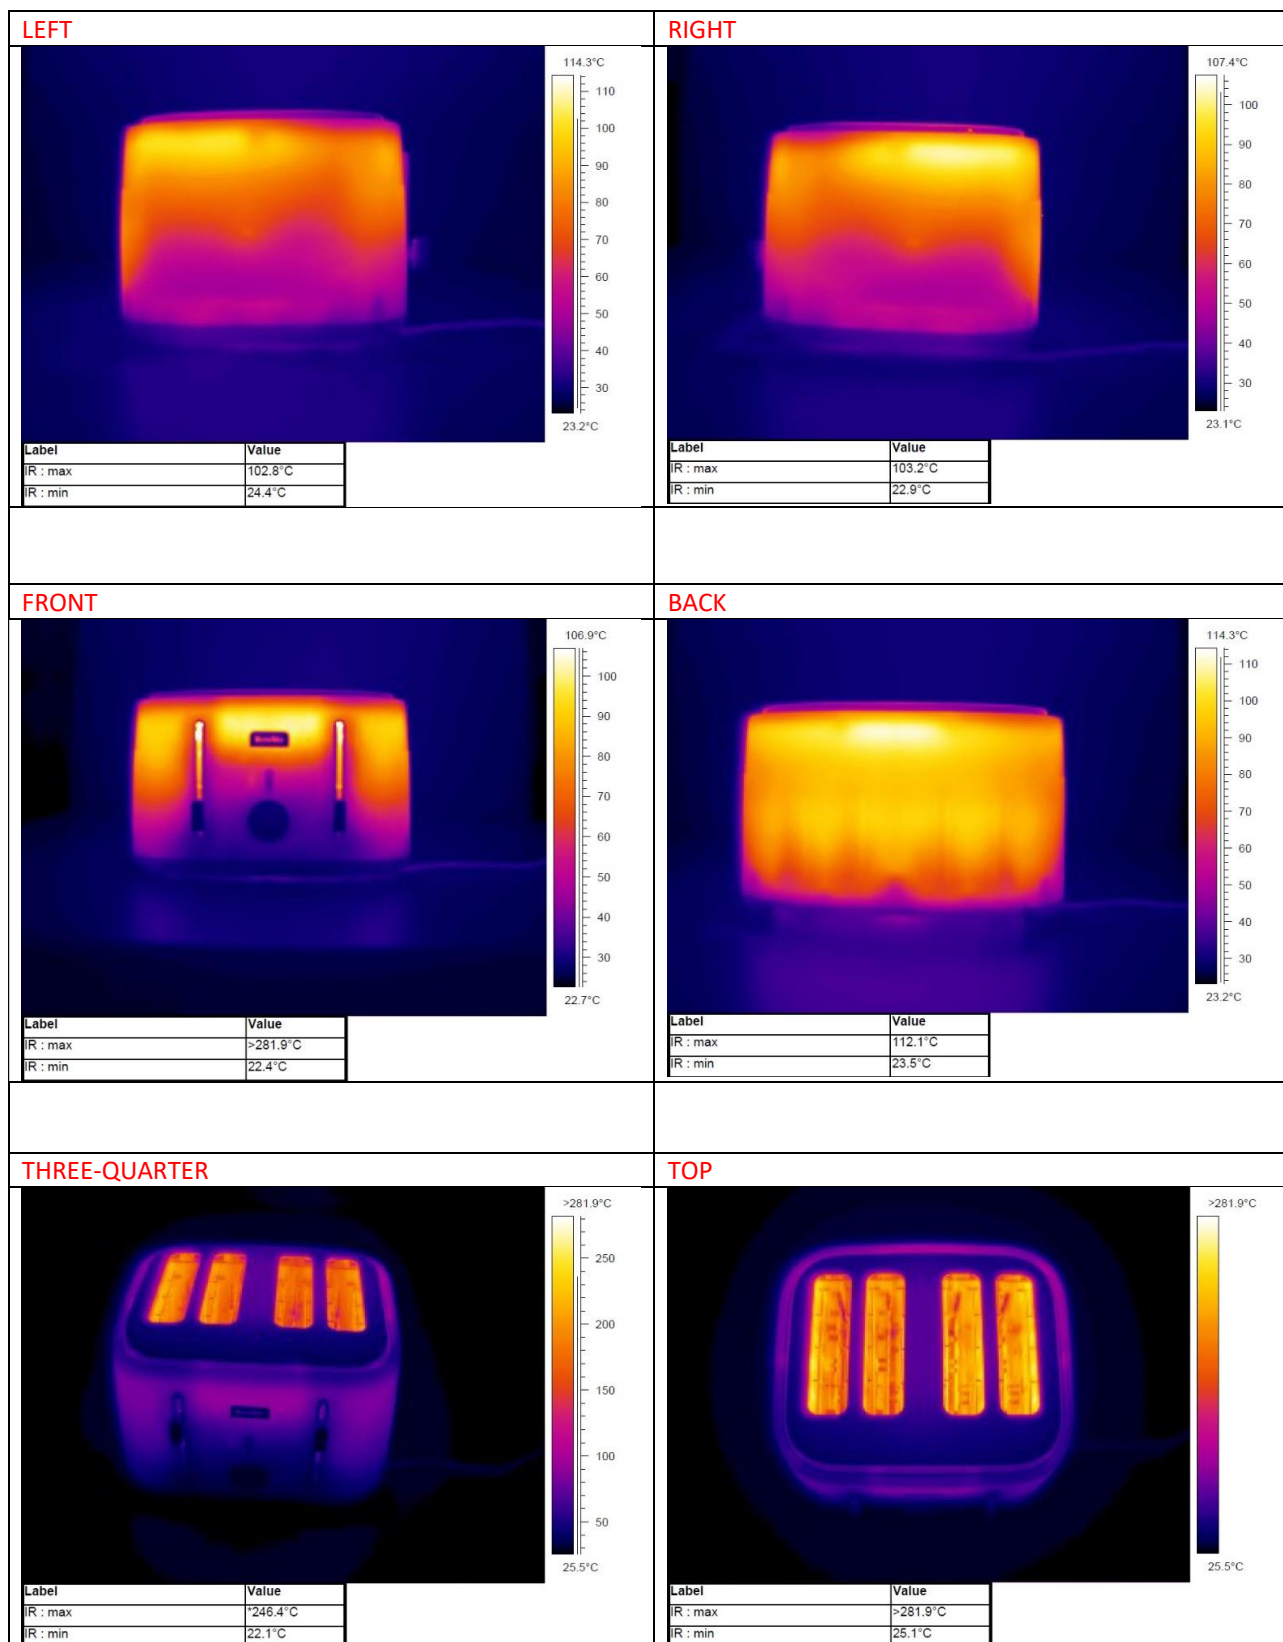 LEFT
RIGHT
114.3°C
110
100
90
80
70
60
50
40
30
23.2°C
107.4°C
100
90
80
70
60
50
40
30
23.1°C
Label Value
IR : max 102.8°C
IR : min 24.4°C
Label Value
IR : max 103.2°C
IR : min 22.9°C
FRONT
BACK
106.9°C
100
90
80
70
60
50
40
30
22.7°C
114.3°C
110
100
90
80
70
60
50
40
30
23.2°C
Label Value
IR : max >281.9°C
IR : min 22.4°C
Label Value
IR : max 112.1°C
IR : min 23.5°C
THREE-QUARTER
TOP
>281.9°C
250
200
150
100
50
25.5°C
>281.9°C
25.5°C
Label Value
IR : max *246.4°C
IR : min 22.1°C
Label Value
IR : max >281.9°C
IR : min 25.1°C